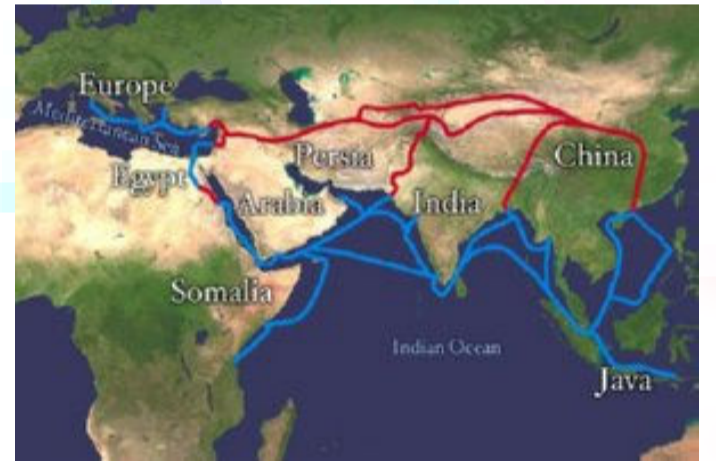 Europe
Mediterranean Sea
Egypt
Persia
China
Arabia
India
Somalia
Indian Ocean
Java